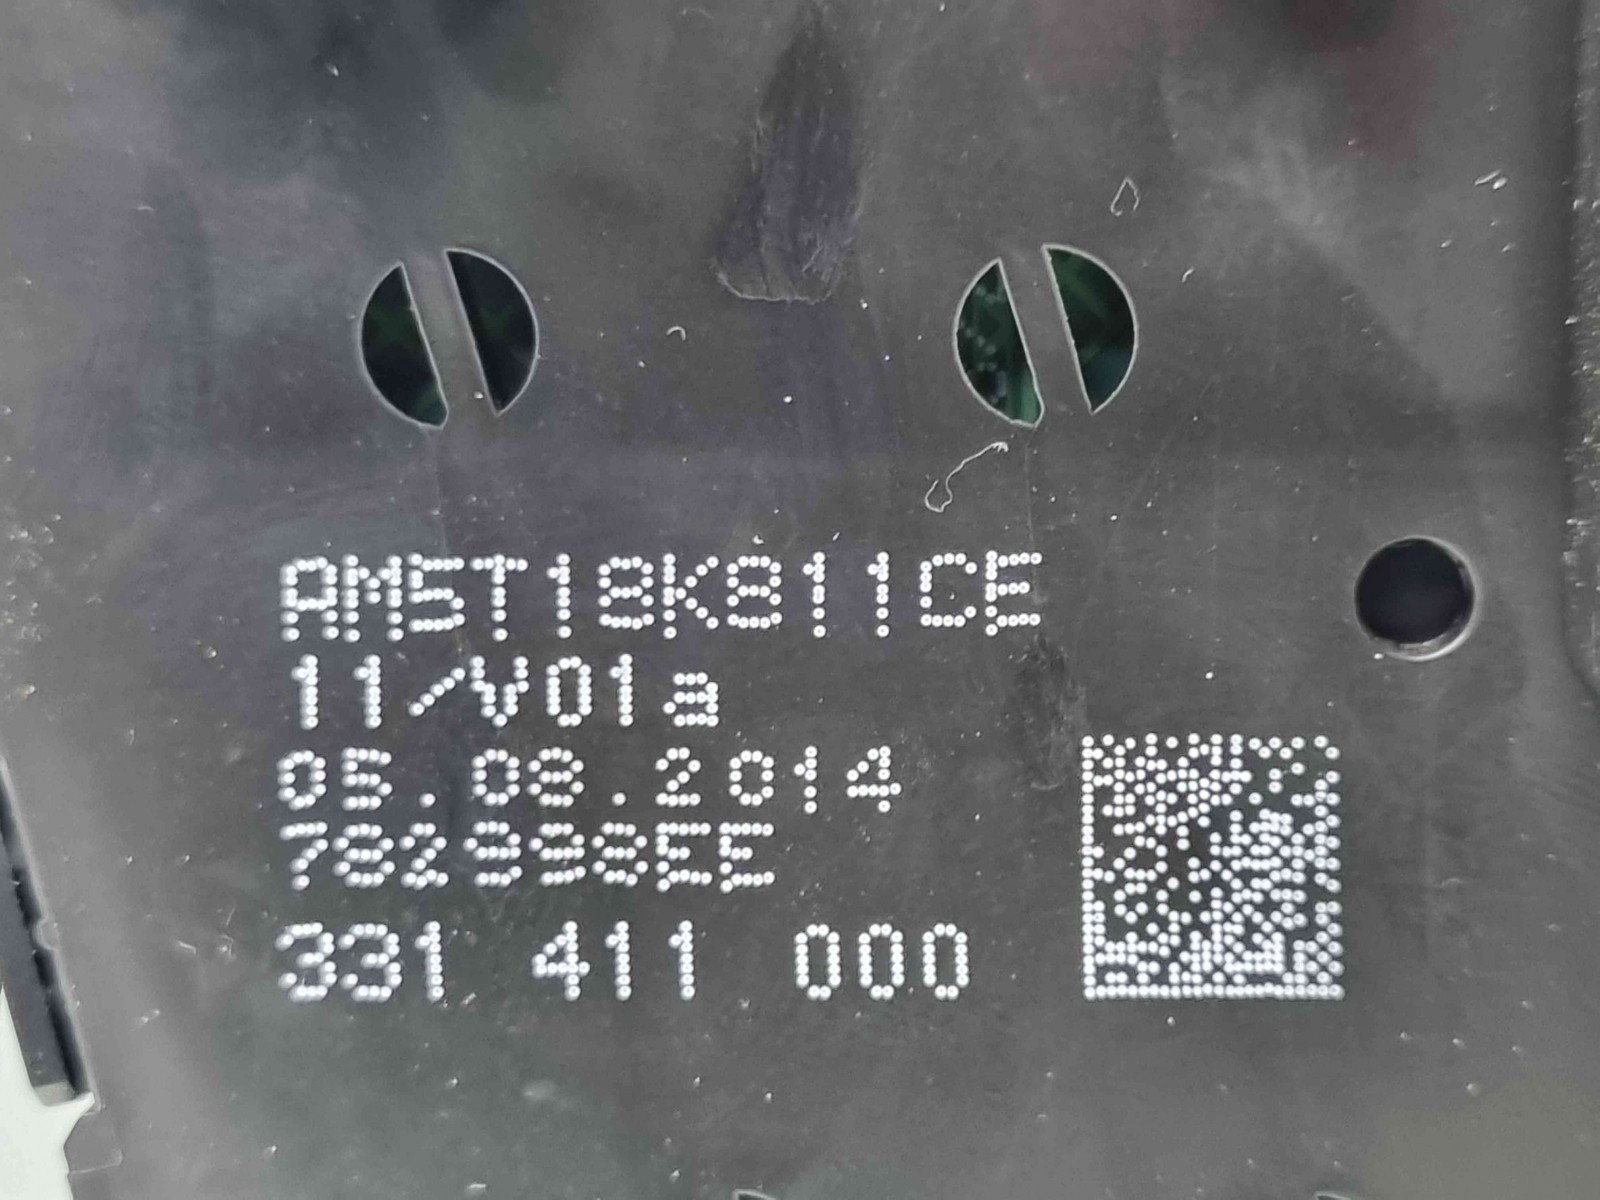 AM5T18K811CE
11/V01a
05.08.2014
782998EE
331 411 000